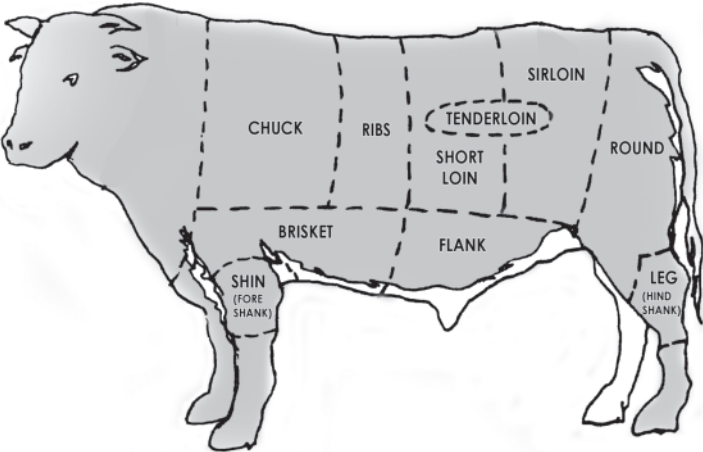 SIRLOIN
CHUCK
RIBS
TENDERLOIN
SHORT
LOIN
ROUND
BRISKET
FLANK
SHIN
(FORE
SHANK)
LEG
(HIND
SHANK)